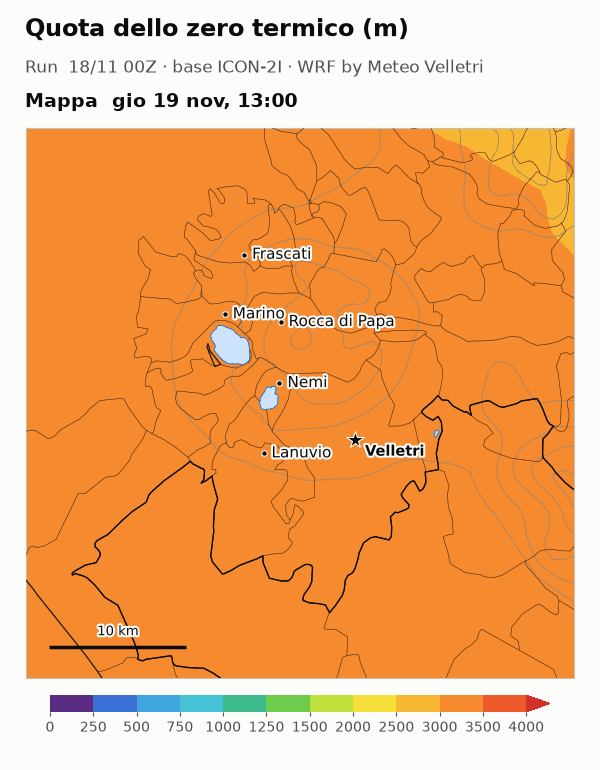 Quota dello zero termico (m)
Run  18/11 00Z · base ICON-2I · WRF by Meteo Velletri
Mappa  gio 19 nov, 13:00
Frascati
Marino
Rocca di Papa
Nemi
Velletri
Lanuvio
10 km
0 250 500 750 1000 1250 1500 2000 2500 3000 3500 4000